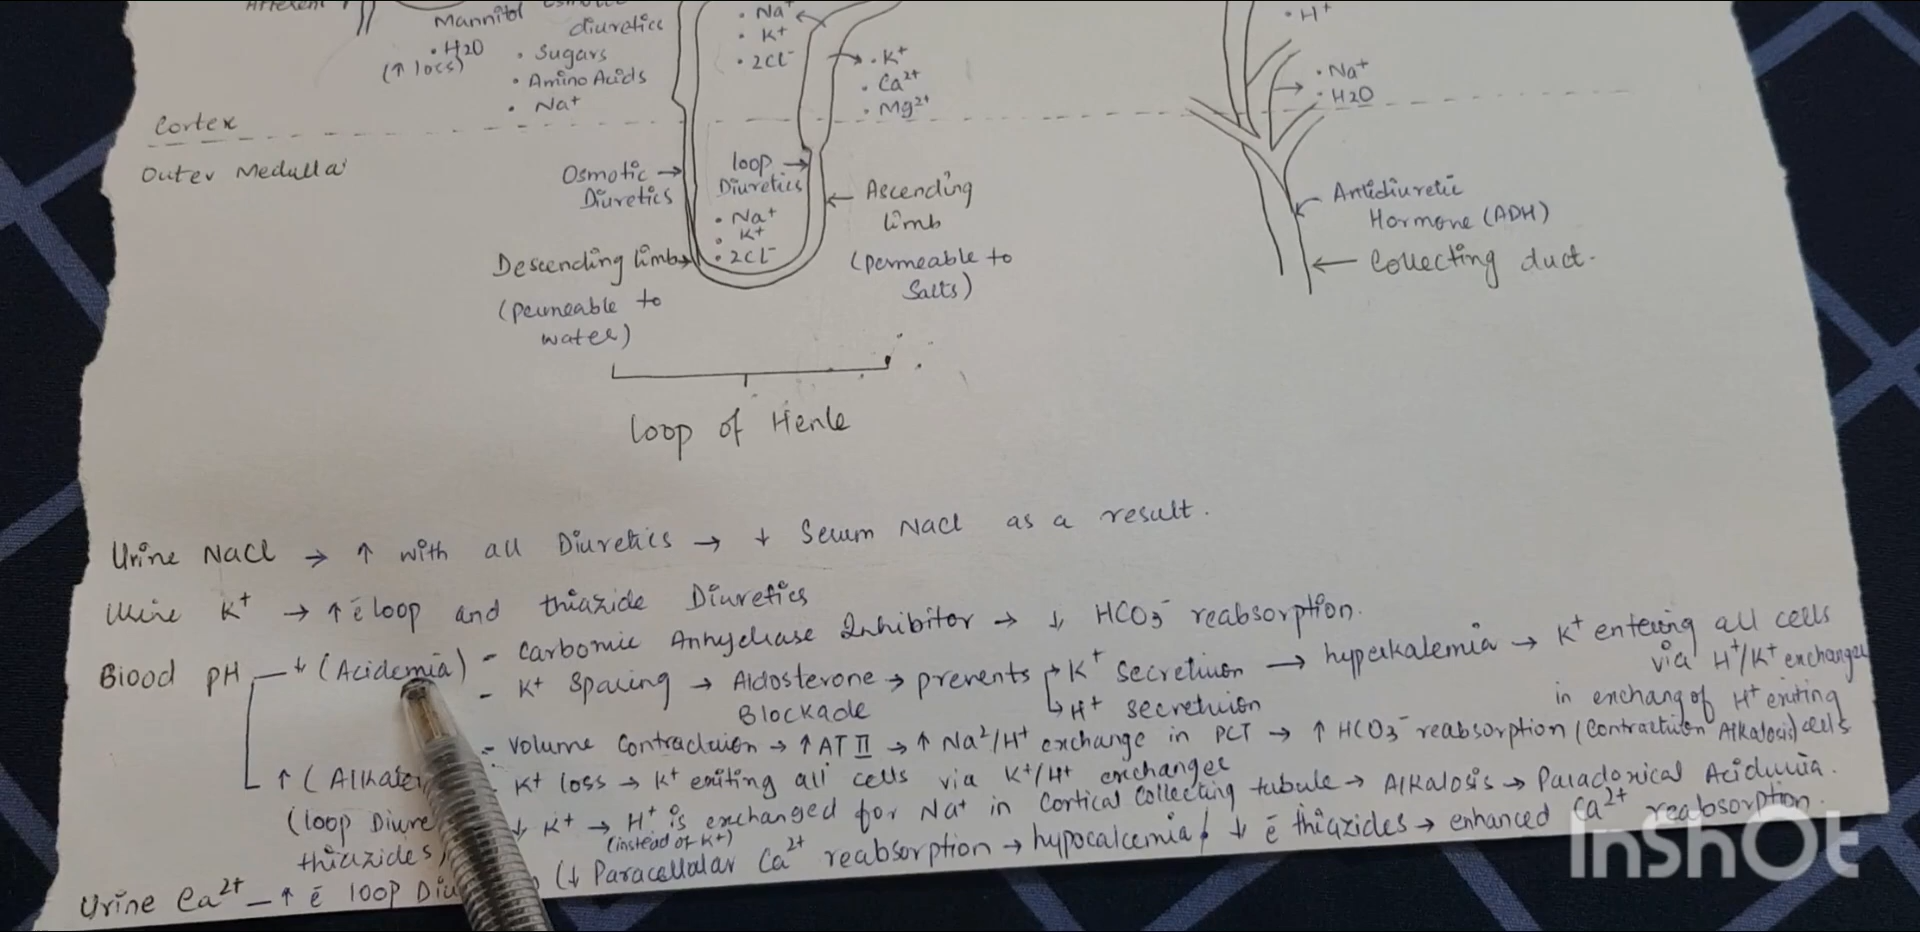 Mannitol
diuretics
• H2O
(↑ loss)
• Sugars
• Amino Acids
• Na+
• Na+
• K+
• 2Cl-
• K+
• Ca2+
• Mg2+
• H+
• Na+
• H2O
Cortex
Outer Medulla
Osmotic →
Diuretics
loop →
Diuretics
• Na+
• K+
• 2Cl-
← Ascending
limb
(permeable to
Salts)
Descending limb
(permeable to
water)
Antidiuretic
Hormone (ADH)
← Collecting duct.
Loop of Henle
Urine NaCl → ↑ with all Diuretics → ↓ Serum NaCl as a result.
Urine K+ → ↑ c̄ loop and thiazide Diuretics
Blood pH — ↓ (Acidemia) - Carbonic Anhydrase Inhibitor → ↓ HCO3- reabsorption.
- K+ Sparing → Aldosterone Blockade → prevents → K+ secretion → hyperkalemia → K+ entering all cells
↳ H+ secretion
via H+/K+ exchanger
in exchang of H+ exiting
cells
- Volume Contraction → ↑ AT II → ↑ Na2/H+ exchange in PCT → ↑ HCO3- reabsorption (Contraction Alkalosis)
↑ (
(loop
thiazides)
- K+ loss → K+ exiting all cells via K+/H+ exchanger
↓ K+ → H+ is exchanged for Na+ in Cortical Collecting tubule → Alkalosis → Paradoxical Aciduria.
(instead of K+)
Urine Ca2+ — ↑ c̄ loop
(↓ Paracellular Ca2+ reabsorption → hypocalcemia / ↓ c̄ thiazides → enhanced Ca2+ reabsorption.
InShOt